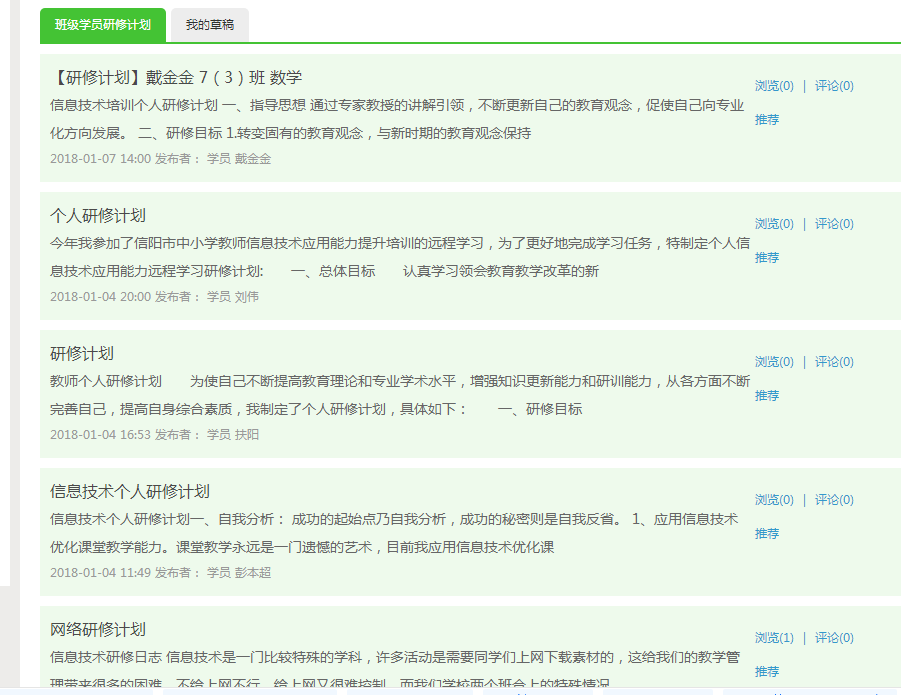 班级学员研修计划 我的草稿
【研修计划】戴金金 7（3）班 数学
浏览(0) | 评论(0)
信息技术培训个人研修计划 一、指导思想 通过专家教授的讲解引领，不断更新自己的教育观念，促使自己向专业
推荐
化方向发展。 二、研修目标 1.转变固有的教育观念，与新时期的教育观念保持
2018-01-07 14:00 发布者： 学员 戴金金
个人研修计划
浏览(0) | 评论(0)
今年我参加了信阳市中小学教师信息技术应用能力提升培训的远程学习，为了更好地完成学习任务，特制定个人信
推荐
息技术应用能力远程学习研修计划: 一、总体目标 认真学习领会教育教学改革的新
2018-01-04 20:00 发布者： 学员 刘伟
研修计划
浏览(0) | 评论(0)
教师个人研修计划 为使自己不断提高教育理论和专业学术水平，增强知识更新能力和研训能力，从各方面不断
推荐
完善自己，提高自身综合素质，我制定了个人研修计划，具体如下： 一、研修目标
2018-01-04 16:53 发布者： 学员 扶阳
信息技术个人研修计划
浏览(0) | 评论(0)
信息技术个人研修计划一、自我分析： 成功的起始点乃自我分析，成功的秘密则是自我反省。 1、应用信息技术
推荐
优化课堂教学能力。课堂教学永远是一门遗憾的艺术，目前我应用信息技术优化课
2018-01-04 11:49 发布者： 学员 彭本超
网络研修计划
浏览(1) | 评论(0)
信息技术研修日志 信息技术是一门比较特殊的学科，许多活动是需要同学们上网下载素材的，这给我们的教学管
推荐
理带来很多的困难，不给上网不行，给上网又很难控制，而我们学校两个班合上的特殊情况